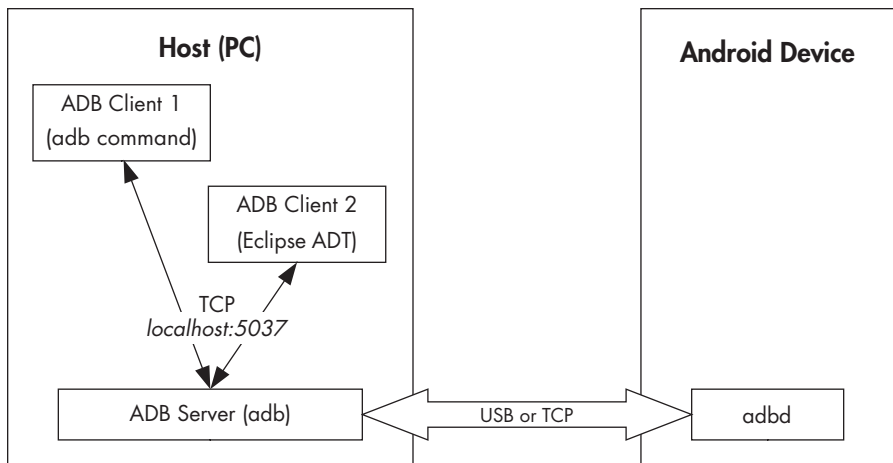 Host (PC)
Android Device
ADB Client 1
(adb command)
ADB Client 2
(Eclipse ADT)
TCP
localhost:5037
ADB Server (adb)
USB or TCP
adbd